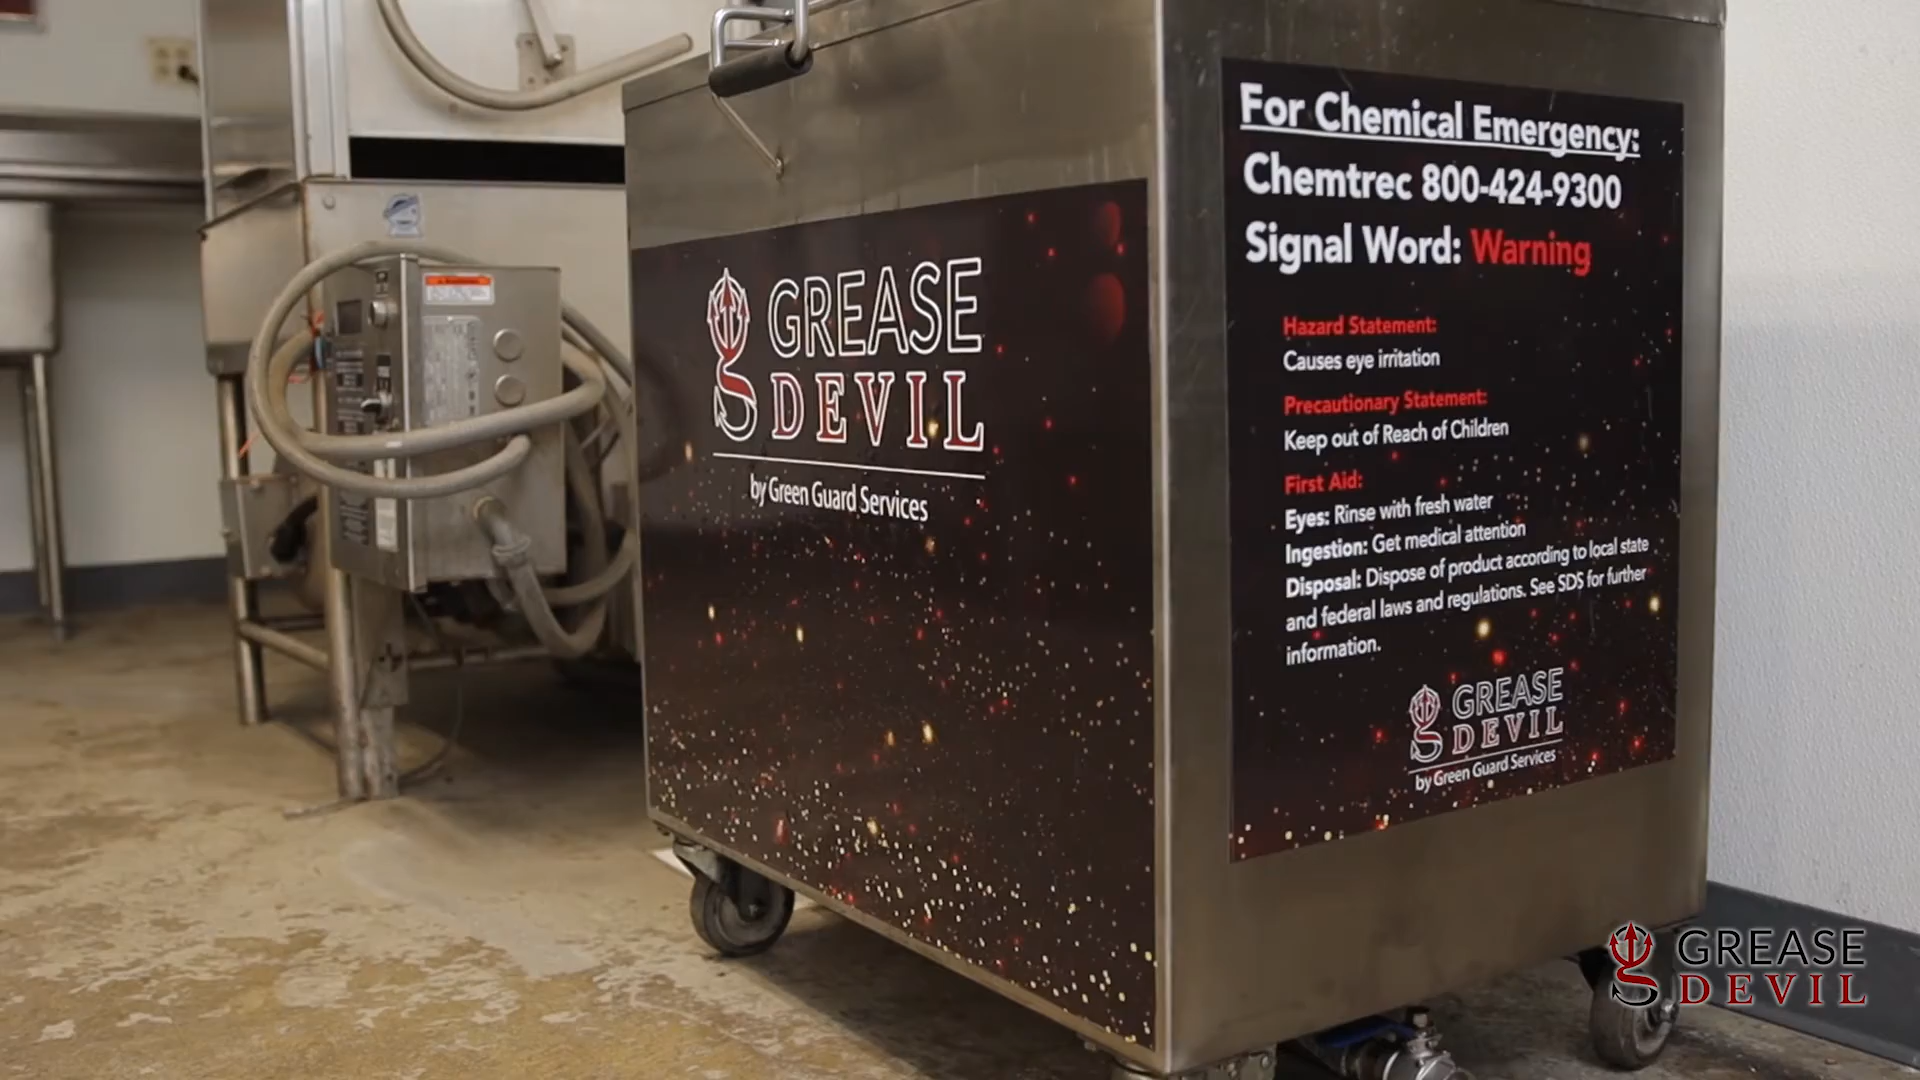 GREASE
DEVIL
by Green Guard Services
For Chemical Emergency:
Chemtrec 800-424-9300
Signal Word: Warning
Hazard Statement:
Causes eye irritation
Precautionary Statement:
Keep out of Reach of Children
First Aid:
Eyes: Rinse with fresh water
Ingestion: Get medical attention
Disposal: Dispose of product according to local state
and federal laws and regulations. See SDS for further
information.
GREASE
DEVIL
by Green Guard Services
GREASE
DEVIL